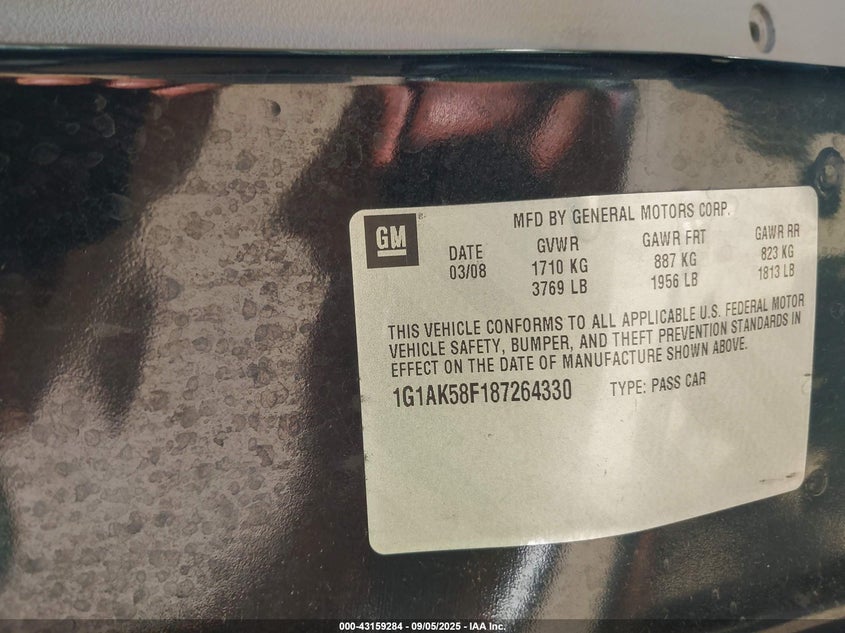 GM ®
MFD BY GENERAL MOTORS CORP.
DATE GVWR GAWR FRT GAWR RR
03/08 1710 KG 887 KG 823 KG
3769 LB 1956 LB 1813 LB
THIS VEHICLE CONFORMS TO ALL APPLICABLE U.S. FEDERAL MOTOR
VEHICLE SAFETY, BUMPER, AND THEFT PREVENTION STANDARDS IN
EFFECT ON THE DATE OF MANUFACTURE SHOWN ABOVE.
1G1AK58F187264330 TYPE: PASS CAR
000-43159284 - 09/05/2025 - IAA Inc.